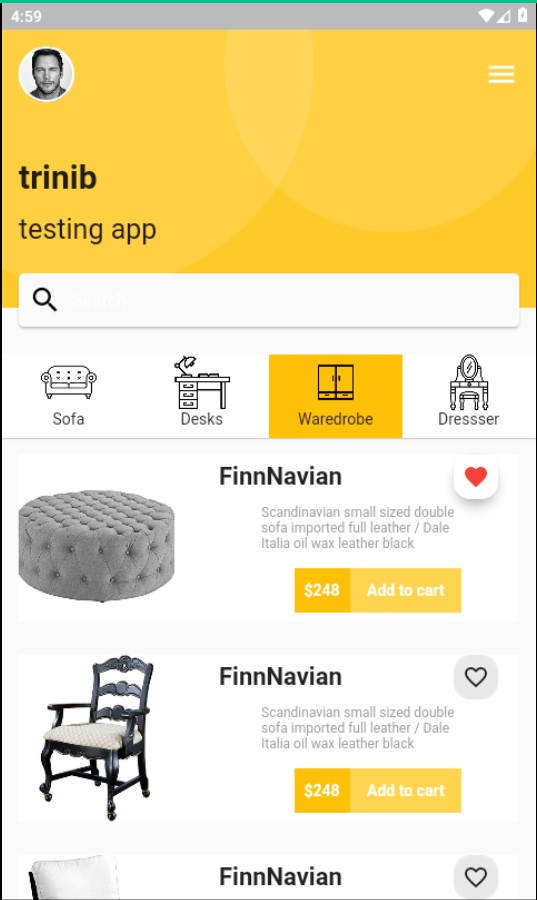 4:59
trinib
testing app
Search
Sofa
Desks
Waredrobe
Dressser
FinnNavian
Scandinavian small sized double
sofa imported full leather / Dale
Italia oil wax leather black
$248 Add to cart
FinnNavian
Scandinavian small sized double
sofa imported full leather / Dale
Italia oil wax leather black
$248 Add to cart
FinnNavian